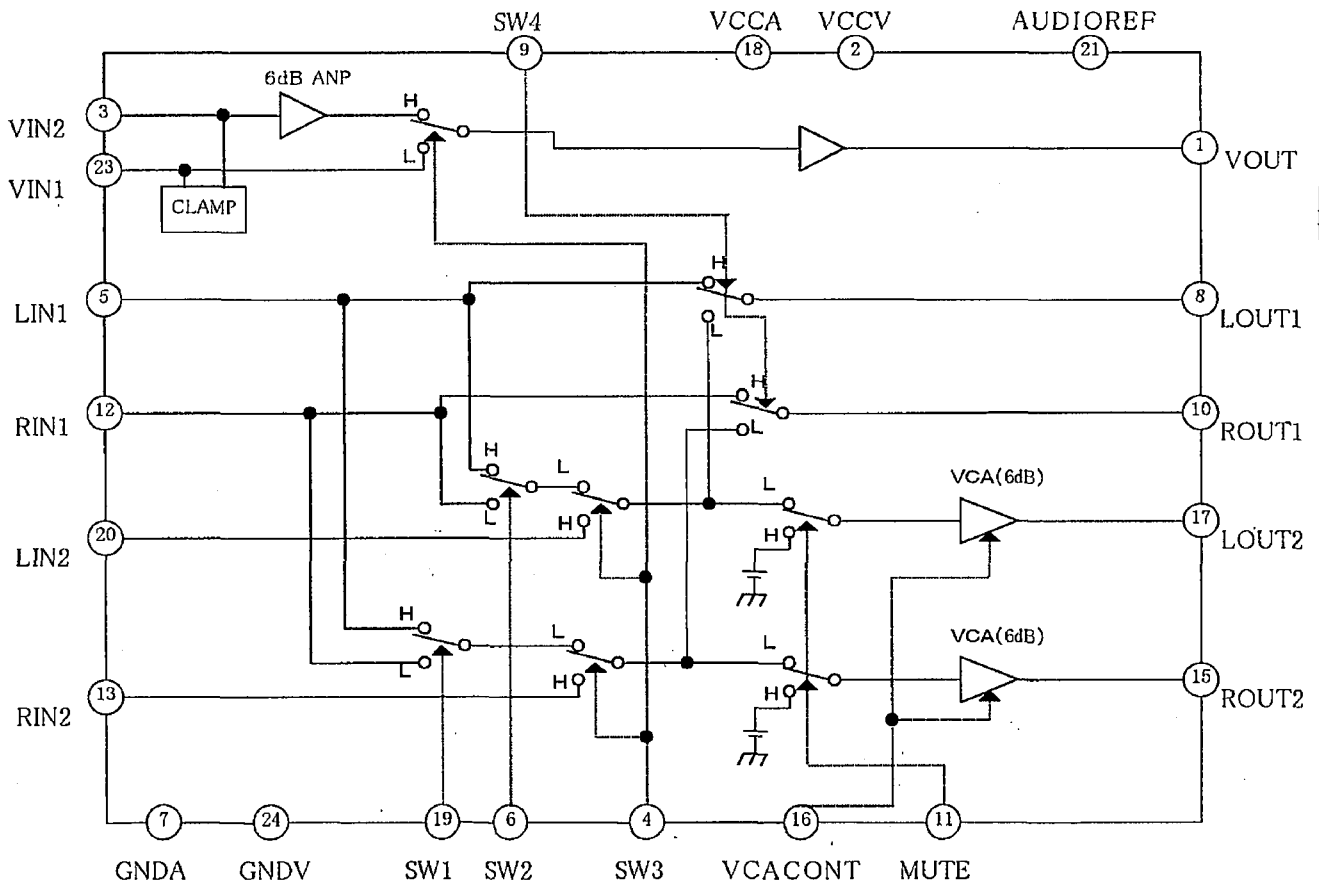 SW4 VCCA VCCV AUDIOREF
9 18 2 21
6dB ANP
3 H
VIN2
1
23 L VOUT
VIN1
CLAMP
H
5 8
LIN1 L LOUT1
H
12 10
RIN1 L ROUT1
H L VCA(6dB)
L
L
20 H H 17
LIN2 LOUT2
H L VCA(6dB)
L
L
13 H H 15
RIN2 ROUT2
7 24 19 6 4 16 11
GNDA GNDV SW1 SW2 SW3 VCACONT MUTE